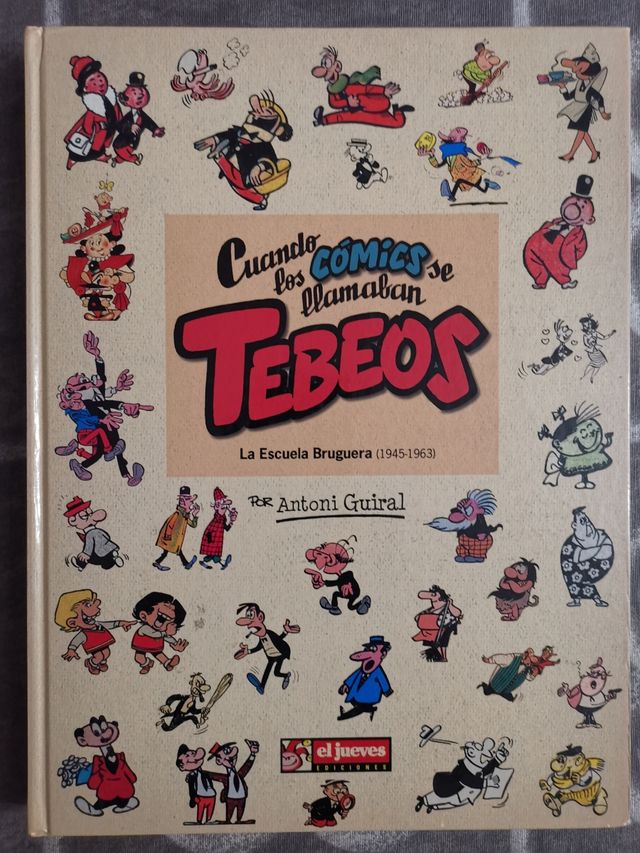 Cuando
los CÓMICS se
llamaban
TEBEOS
La Escuela Bruguera (1945-1963)
POR Antoni Guiral
el jueves
EDICIONES